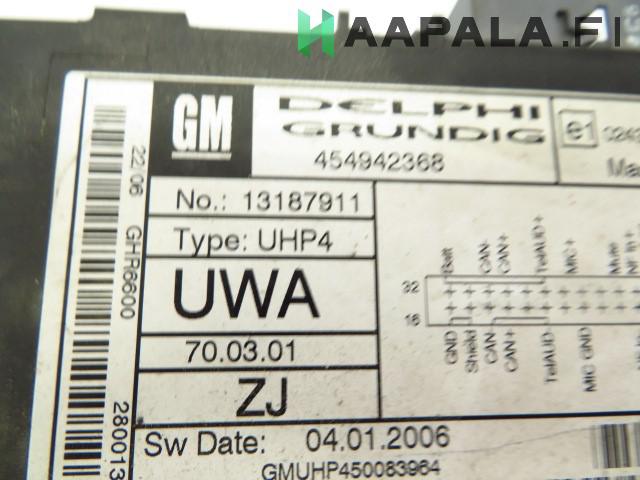 HAAPALA.FI
GM
DELPHI
GRUNDIG
454942368
e1
No.: 13187911
Type: UHP4
UWA
70.03.01
ZJ
Sw Date: 04.01.2006
GMUHP450083964
22 06 GHR6600 280013
Batt CAN- CAN+ TelAUD+ MIC+ Mute
32
16
GND Shield CAN- CAN+ TelAUD- MIC GND